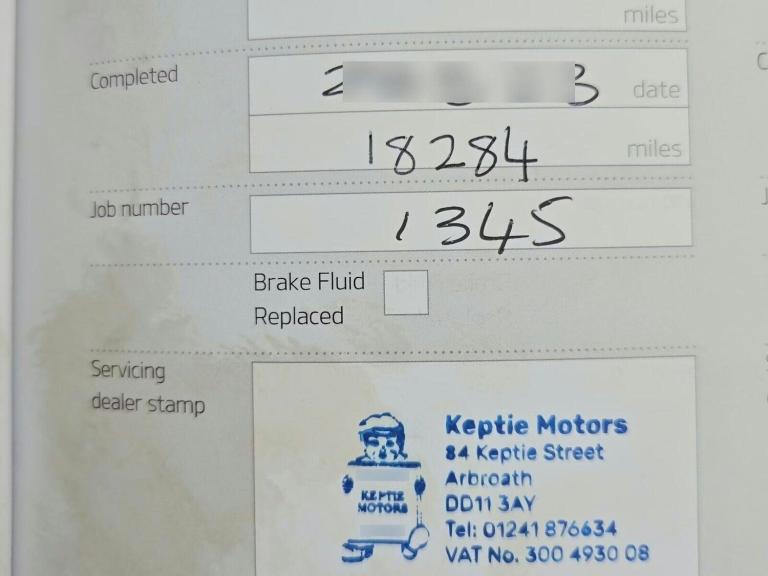 miles
Completed
date
18284 miles
Job number 1345
Brake Fluid
Replaced
Servicing
dealer stamp
Keptie Motors
84 Keptie Street
Arbroath
DD11 3AY
Tel: 01241 876634
VAT No. 300 4930 08
KEPTIE
MOTORS